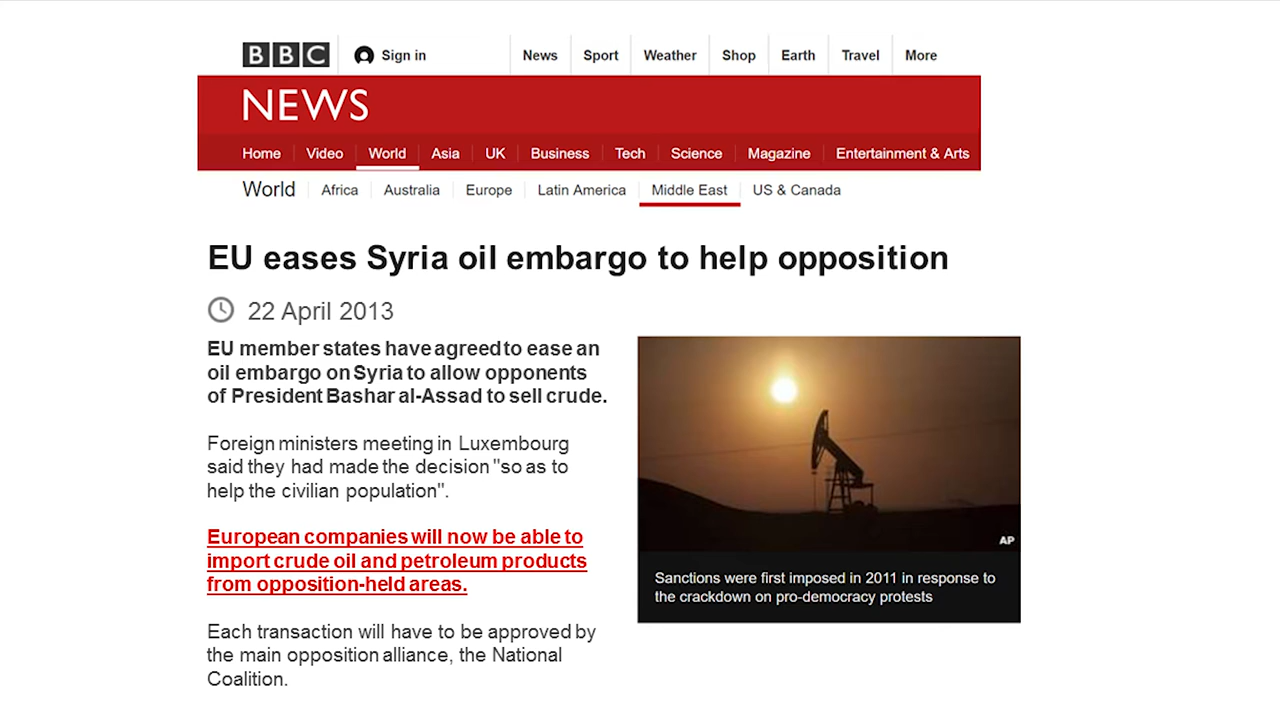 BBC Sign in News Sport Weather Shop Earth Travel More
NEWS
Home Video World Asia UK Business Tech Science Magazine Entertainment & Arts
World Africa Australia Europe Latin America Middle East US & Canada
EU eases Syria oil embargo to help opposition
22 April 2013
EU member states have agreed to ease an
oil embargo on Syria to allow opponents
of President Bashar al-Assad to sell crude.
Foreign ministers meeting in Luxembourg
said they had made the decision "so as to
help the civilian population".
European companies will now be able to
import crude oil and petroleum products
from opposition-held areas.
Each transaction will have to be approved by
the main opposition alliance, the National
Coalition.
AP
Sanctions were first imposed in 2011 in response to
the crackdown on pro-democracy protests